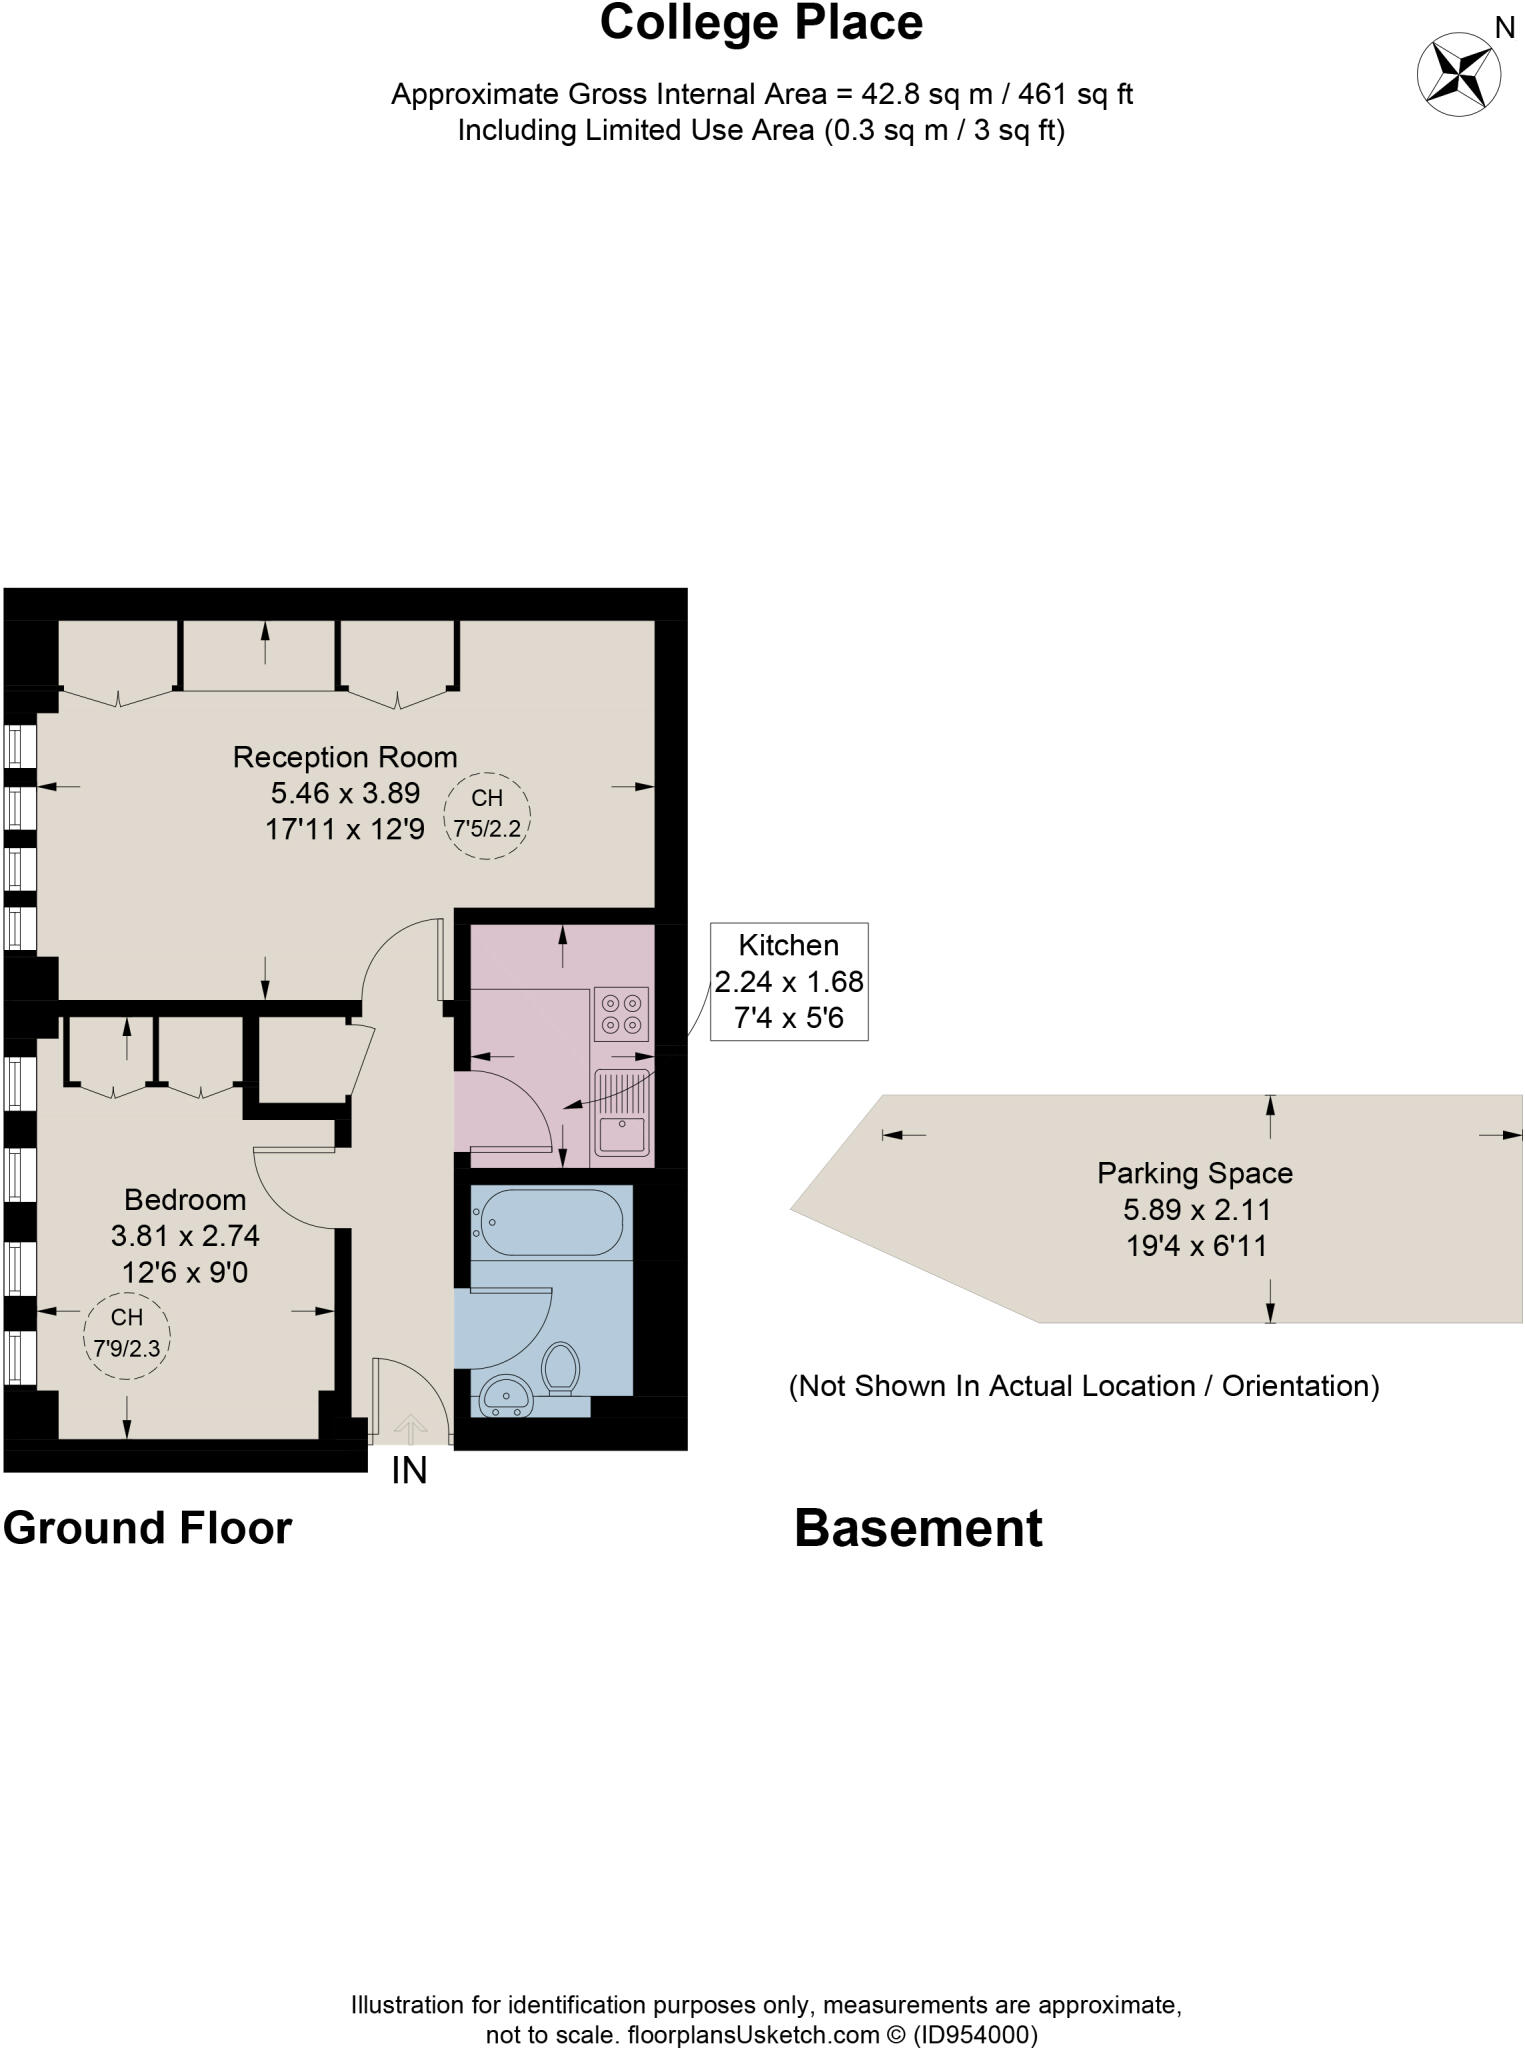 College Place
N
Approximate Gross Internal Area = 42.8 sq m / 461 sq ft
Including Limited Use Area (0.3 sq m / 3 sq ft)
Reception Room
5.46 x 3.89
17'11 x 12'9
CH
7'5/2.2
Kitchen
2.24 x 1.68
7'4 x 5'6
Bedroom
3.81 x 2.74
12'6 x 9'0
CH
7'9/2.3
IN
Parking Space
5.89 x 2.11
19'4 x 6'11
(Not Shown In Actual Location / Orientation)
Ground Floor
Basement
Illustration for identification purposes only, measurements are approximate,
not to scale. floorplansUsketch.com © (ID954000)